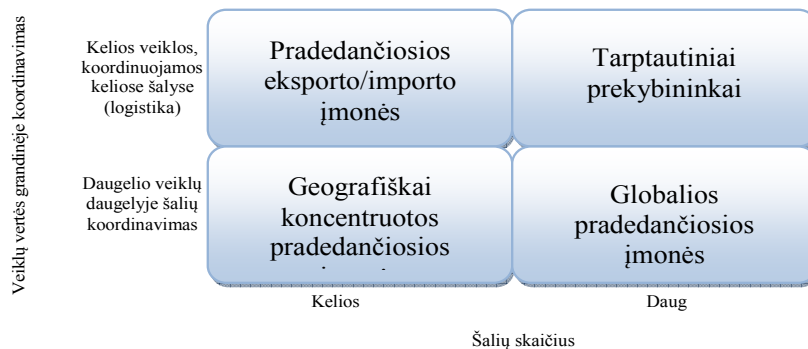 Veiklų vertės grandinėje koordinavimas
Kelios veiklos,
koordinuojamos
keliose šalyse
(logistika)
Pradedančiosios
eksporto/importo
įmonės
Tarptautiniai
prekybininkai
Daugelio veiklų
daugelyje šalių
koordinavimas
Geografiškai
koncentruotos
pradedančiosios
Globalios
pradedančiosios
įmonės
Kelios
Daug
Šalių skaičius